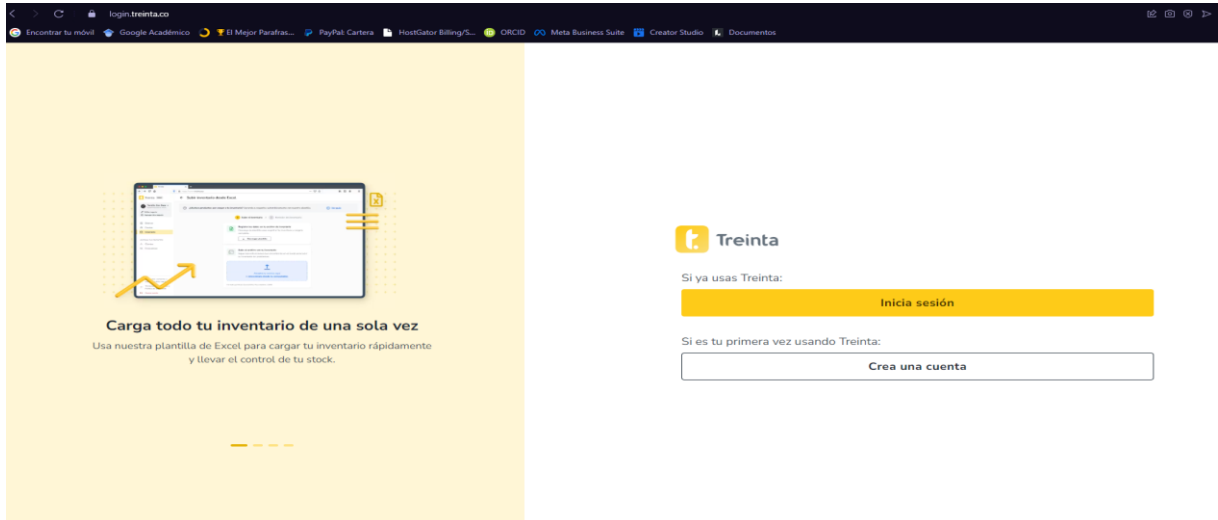 login.treinta.co
Encontrar tu móvil Google Académico El Mejor Parafras... PayPal: Cartera HostGator Billing/S... ORCID Meta Business Suite Creator Studio Documentos
Carga todo tu inventario de una sola vez
Usa nuestra plantilla de Excel para cargar tu inventario rápidamente
y llevar el control de tu stock.
Treinta
Si ya usas Treinta:
Inicia sesión
Si es tu primera vez usando Treinta:
Crea una cuenta